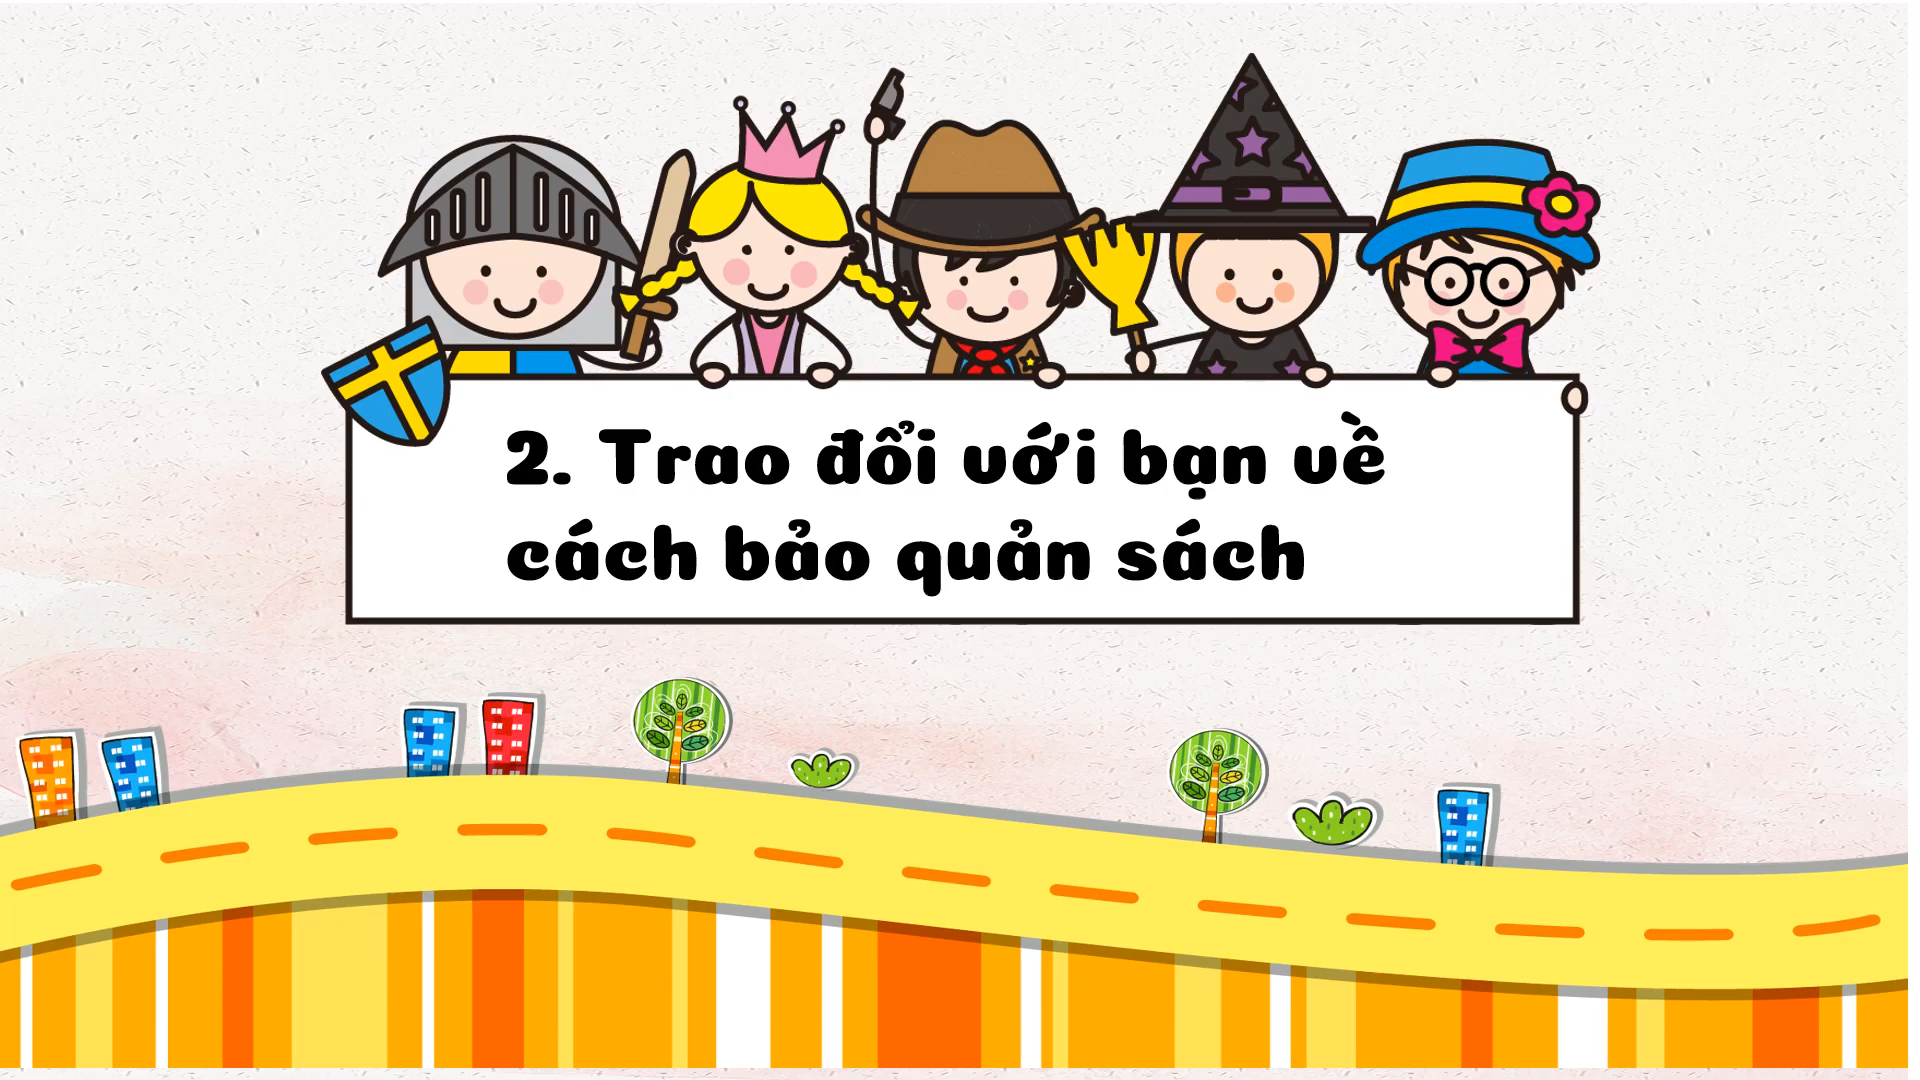 2. Trao đổi với bạn về
cách bảo quản sách